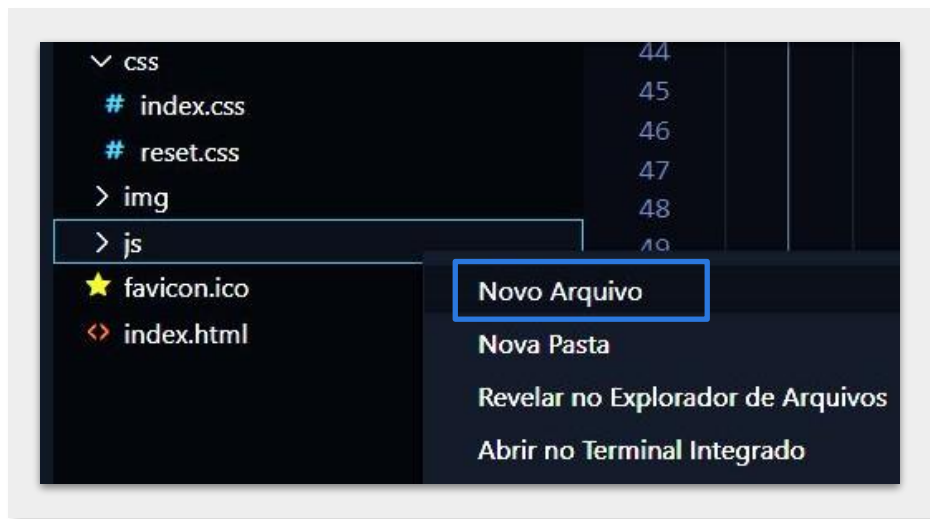 css
# index.css
# reset.css
img
js
favicon.ico
<> index.html
44
45
46
47
48
49
Novo Arquivo
Nova Pasta
Revelar no Explorador de Arquivos
Abrir no Terminal Integrado